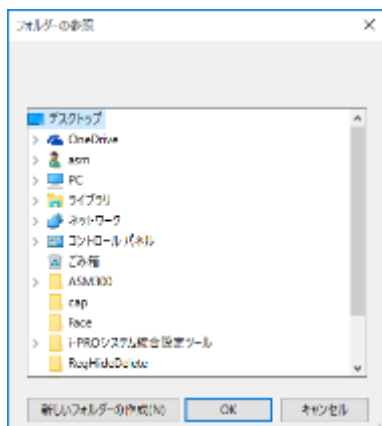 フォルダーの参照
デスクトップ
OneDrive
asm
PC
ライブラリ
ネットワーク
コントロール パネル
ごみ箱
ASM300
cap
Face
i-PROシステム統合設定ツール
RegHideDelete
新しいフォルダーの作成(N)
OK
キャンセル